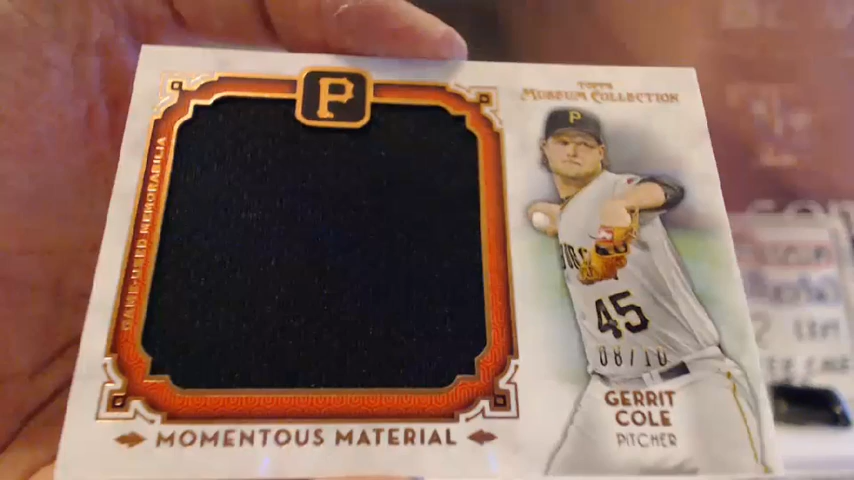 P
TOPPS
MUSEUM COLLECTION
GAME-USED MEMORABILIA
P
45
08/10
GERRIT
COLE
PITCHER
MOMENTOUS MATERIAL